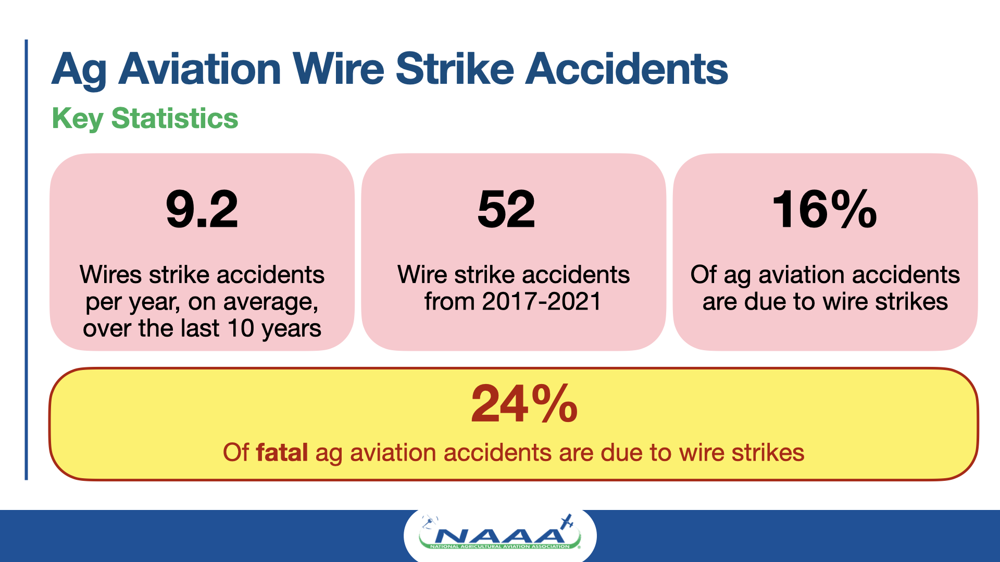 Ag Aviation Wire Strike Accidents
Key Statistics
9.2
Wires strike accidents
per year, on average,
over the last 10 years
52
Wire strike accidents
from 2017-2021
16%
Of ag aviation accidents
are due to wire strikes
24%
Of fatal ag aviation accidents are due to wire strikes
NAAA
NATIONAL AGRICULTURAL AVIATION ASSOCIATION
®